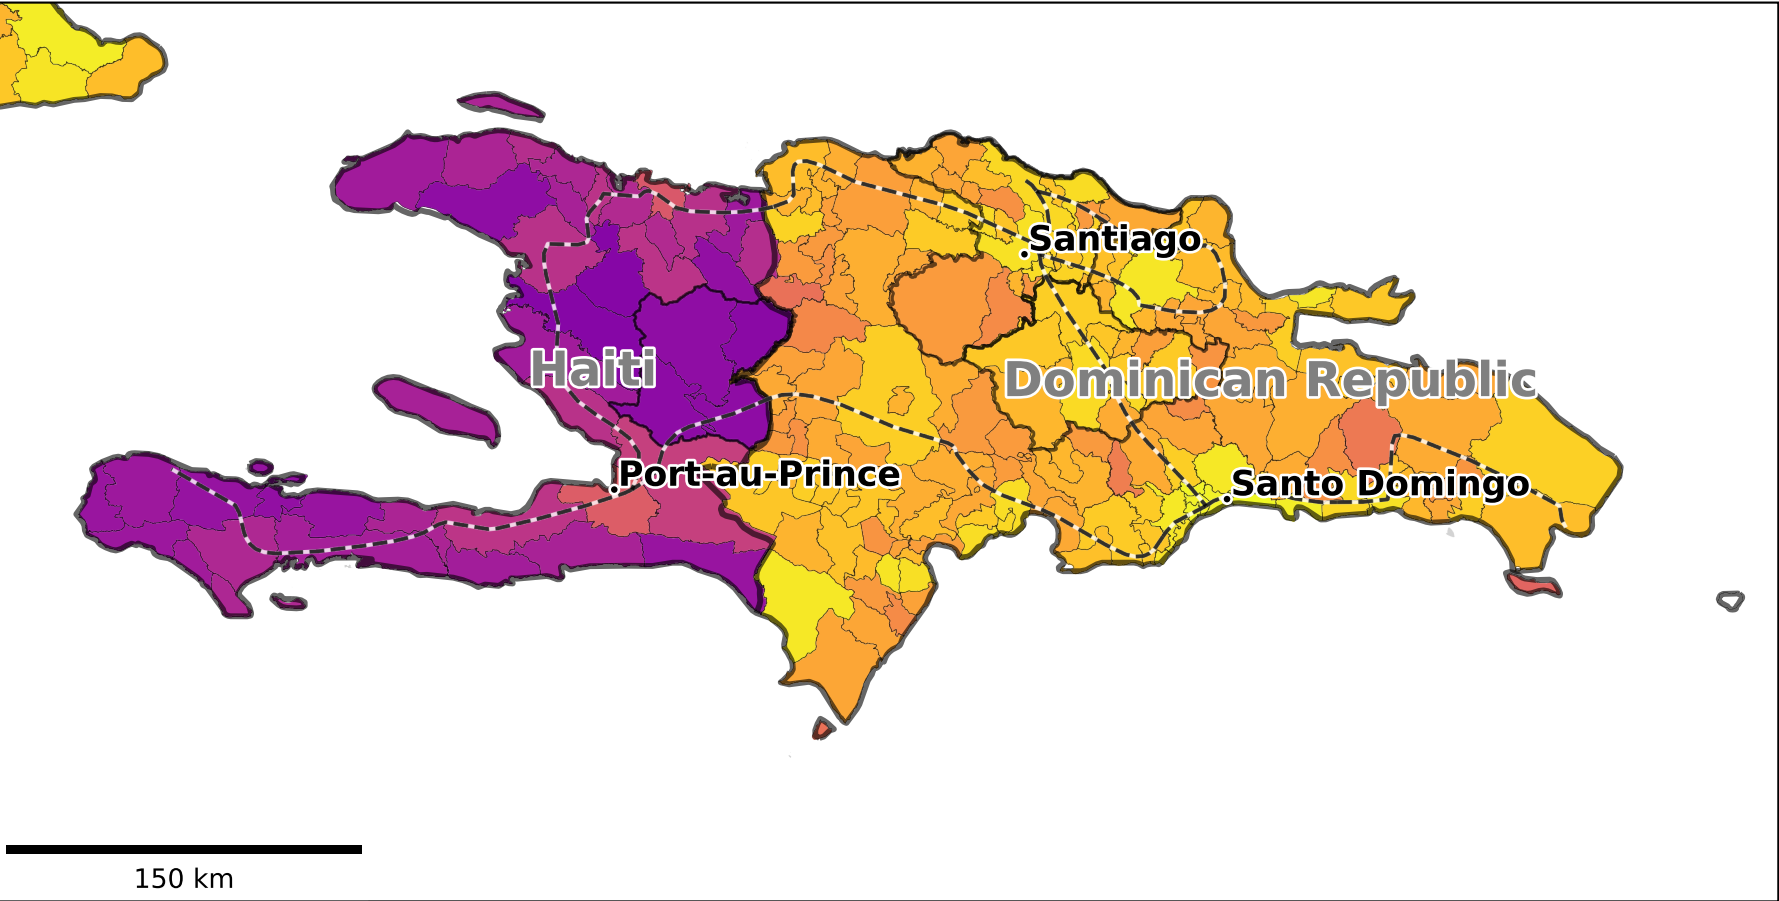 Santiago
Haiti
Dominican Republic
Port-au-Prince
Santo Domingo
150 km